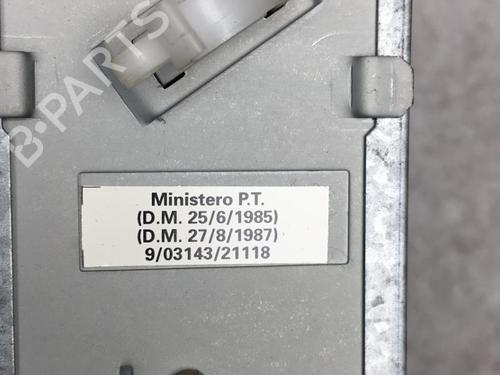 B-PARTS
Ministero P.T.
(D.M. 25/6/1985)
(D.M. 27/8/1987)
9/03143/21118